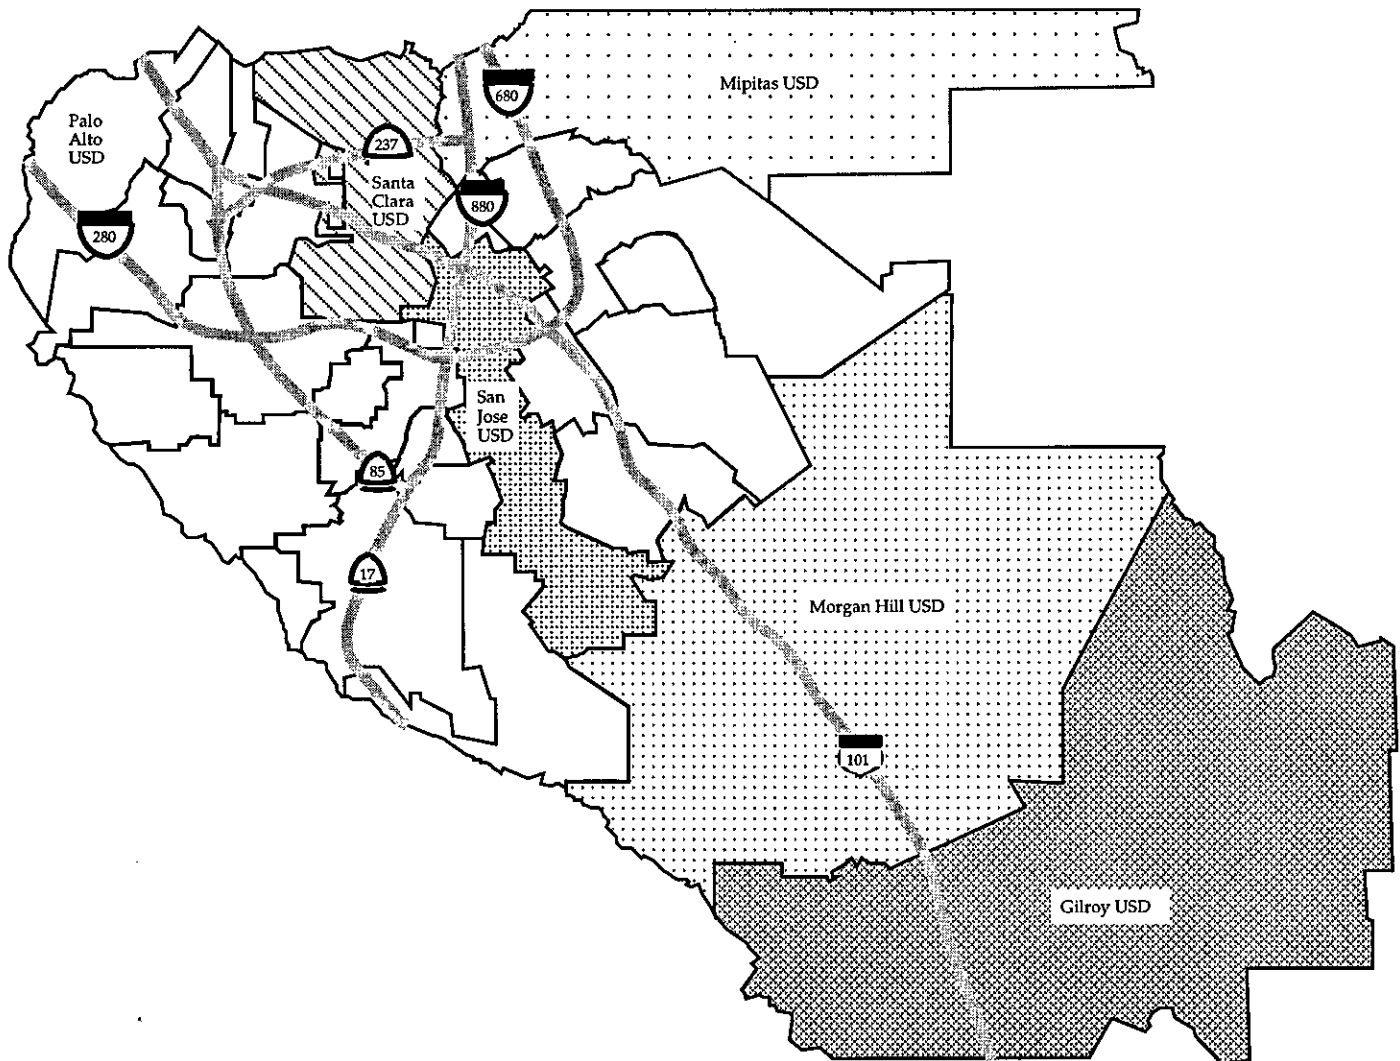 Mipitas USD
680
Palo
Alto
USD
237
Santa
Clara
USD
880
280
San
Jose
USD
85
17
Morgan Hill USD
101
Gilroy USD